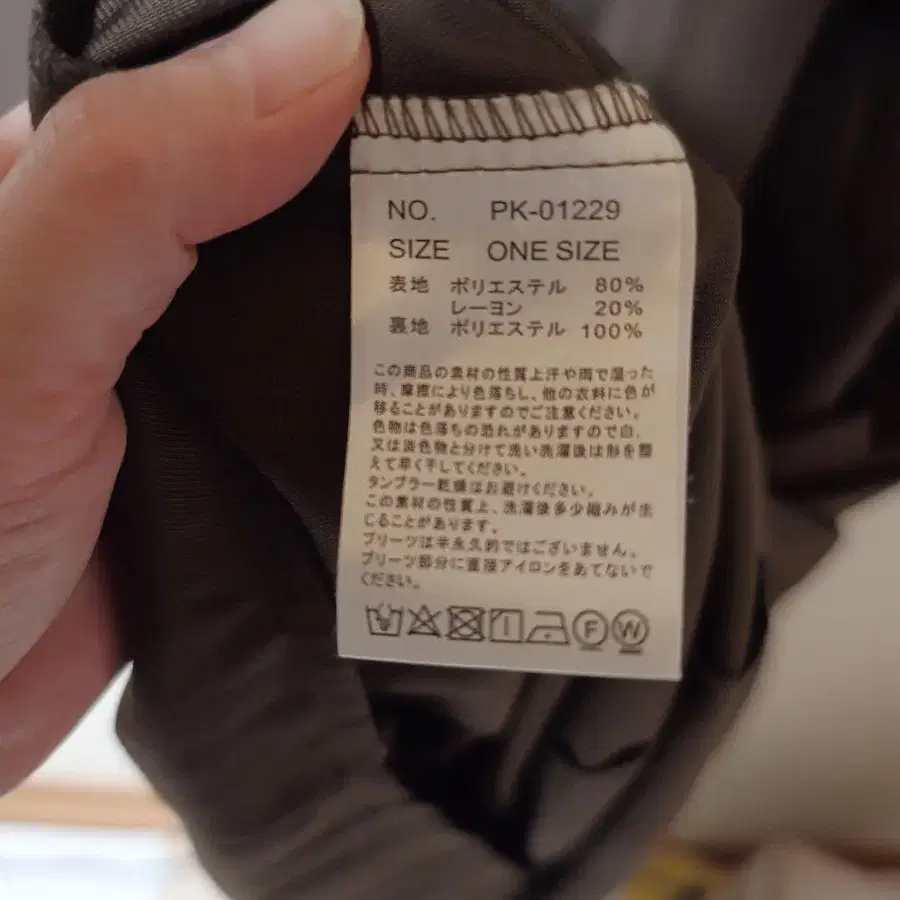 NO. PK-01229
SIZE ONE SIZE
表地 ポリエステル 80%
レーヨン 20%
裏地 ポリエステル 100%
この商品の素材の性質上汗や雨で湿った
時、摩擦により色落ちし、他の衣料に色が
移ることがありますのでご注意ください。
色物は色落ちの恐れがありますので白,
又は淡色物と分けて洗い洗濯後は形を整
えて早く干してください。
タンブラー乾燥はお避けください。
この素材の性質上、洗濯後多少縮みが生
じることがあります。
プリーツは半永久的ではございません。
プリーツ部分に直接アイロンをあてないで
ください。
F W